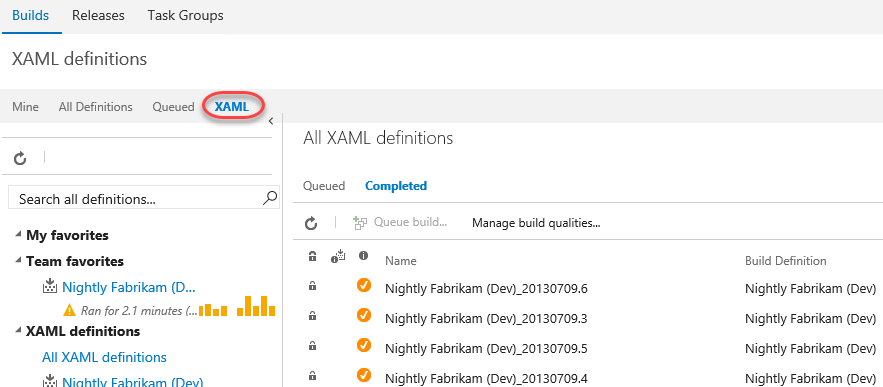 Builds Releases Task Groups
XAML definitions
Mine All Definitions Queued XAML
Search all definitions...
My favorites
Team favorites
Nightly Fabrikam (D...
Ran for 2.1 minutes (...
XAML definitions
All XAML definitions
Nightly Fabrikam (Dev)
All XAML definitions
Queued Completed
Queue build... Manage build qualities...
Name Build Definition
Nightly Fabrikam (Dev)_20130709.6 Nightly Fabrikam (Dev)
Nightly Fabrikam (Dev)_20130709.3 Nightly Fabrikam (Dev)
Nightly Fabrikam (Dev)_20130709.5 Nightly Fabrikam (Dev)
Nightly Fabrikam (Dev)_20130709.4 Nightly Fabrikam (Dev)